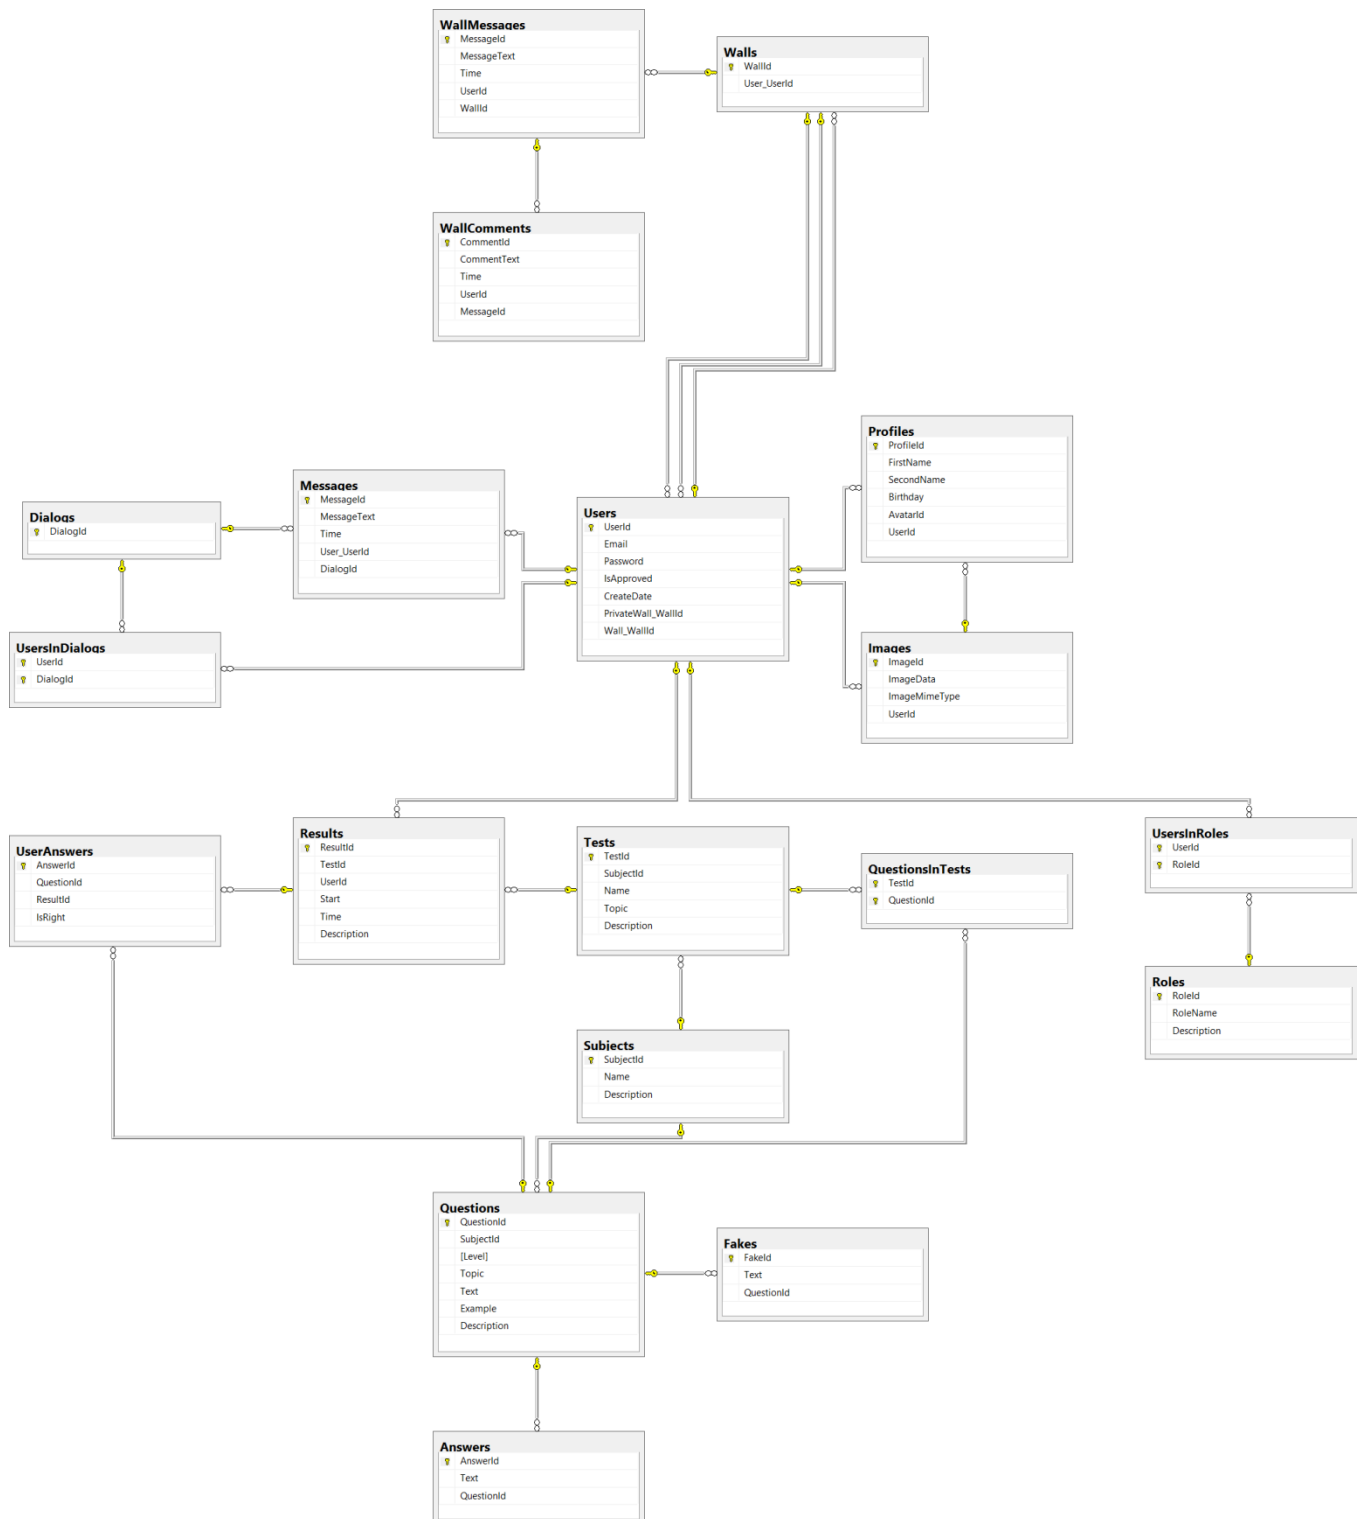 WallMessages
MessageId
MessageText
Time
UserId
WallId
Walls
WallId
User_UserId
WallComments
CommentId
CommentText
Time
UserId
MessageId
Profiles
ProfileId
FirstName
SecondName
Birthday
AvatarId
UserId
Messages
MessageId
MessageText
Time
User_UserId
DialogId
Dialogs
DialogId
Users
UserId
Email
Password
IsApproved
CreateDate
PrivateWall_WallId
Wall_WallId
UsersInDialogs
UserId
DialogId
Images
ImageId
ImageData
ImageMimeType
UserId
UserAnswers
AnswerId
QuestionId
ResultId
IsRight
Results
ResultId
TestId
UserId
Start
Time
Description
Tests
TestId
SubjectId
Name
Topic
Description
QuestionsInTests
TestId
QuestionId
UsersInRoles
UserId
RoleId
Roles
RoleId
RoleName
Description
Subjects
SubjectId
Name
Description
Questions
QuestionId
SubjectId
[Level]
Topic
Text
Example
Description
Fakes
FakeId
Text
QuestionId
Answers
AnswerId
Text
QuestionId